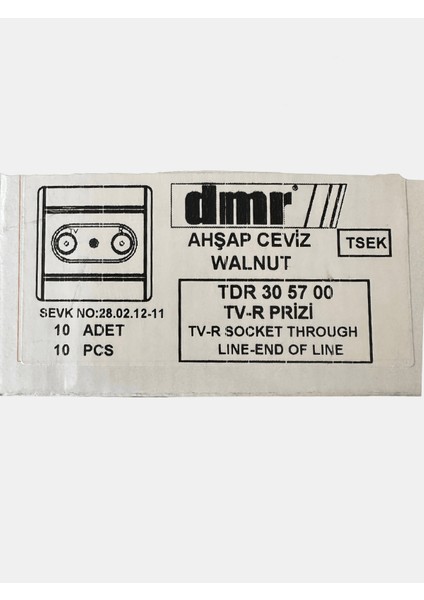 dmr
AHŞAP CEVİZ
WALNUT
TSEK
TV R
SEVK NO:28.02.12-11
10 ADET
10 PCS
TDR 30 57 00
TV-R PRİZİ
TV-R SOCKET THROUGH
LINE-END OF LINE